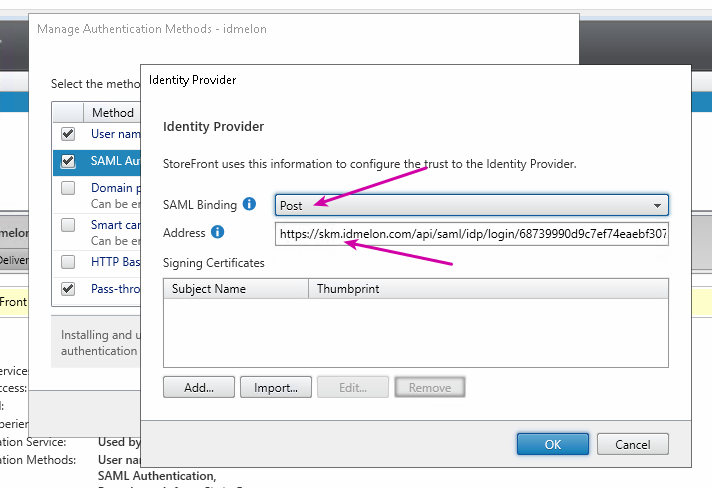 Manage Authentication Methods - idmelon
Identity Provider
Select the metho
Method
User nam
SAML Aut
Domain p
Can be en
Smart car
Can be en
HTTP Bas
Pass-thro
Installing and u
authentication
Identity Provider
StoreFront uses this information to configure the trust to the Identity Provider.
SAML Binding
Post
Address
https://skm.idmelon.com/api/saml/idp/login/68739990d9c7ef74eaebf307
Signing Certificates
Subject Name Thumbprint
Add... Import... Edit... Remove
OK Cancel
melon
Deliver
Front
ervices
ccess:
d:
xperien
ation Service: Used by
ation Methods: User nam
SAML Authentication,